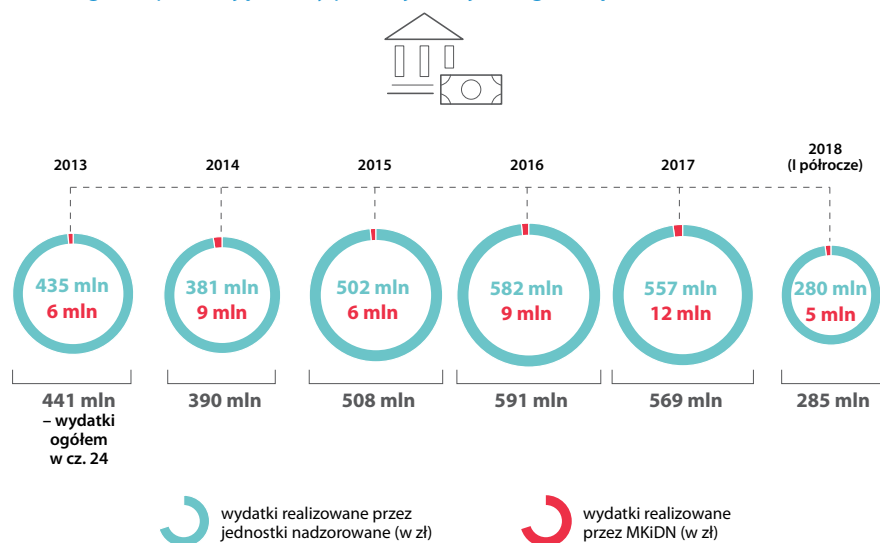 2013
2014
2015
2016
2017
2018
(I półrocze)
435 mln
6 mln
381 mln
9 mln
502 mln
6 mln
582 mln
9 mln
557 mln
12 mln
280 mln
5 mln
441 mln
– wydatki
ogółem
w cz. 24
390 mln
508 mln
591 mln
569 mln
285 mln
wydatki realizowane przez
jednostki nadzorowane (w zł)
wydatki realizowane
przez MKiDN (w zł)